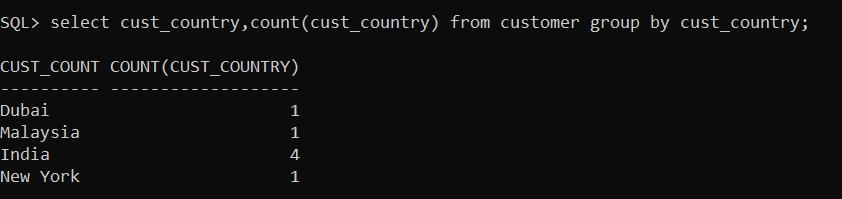 SQL> select cust_country,count(cust_country) from customer group by cust_country;
CUST_COUNT COUNT(CUST_COUNTRY)
---------- -------------------
Dubai                        1
Malaysia                     1
India                        4
New York                     1